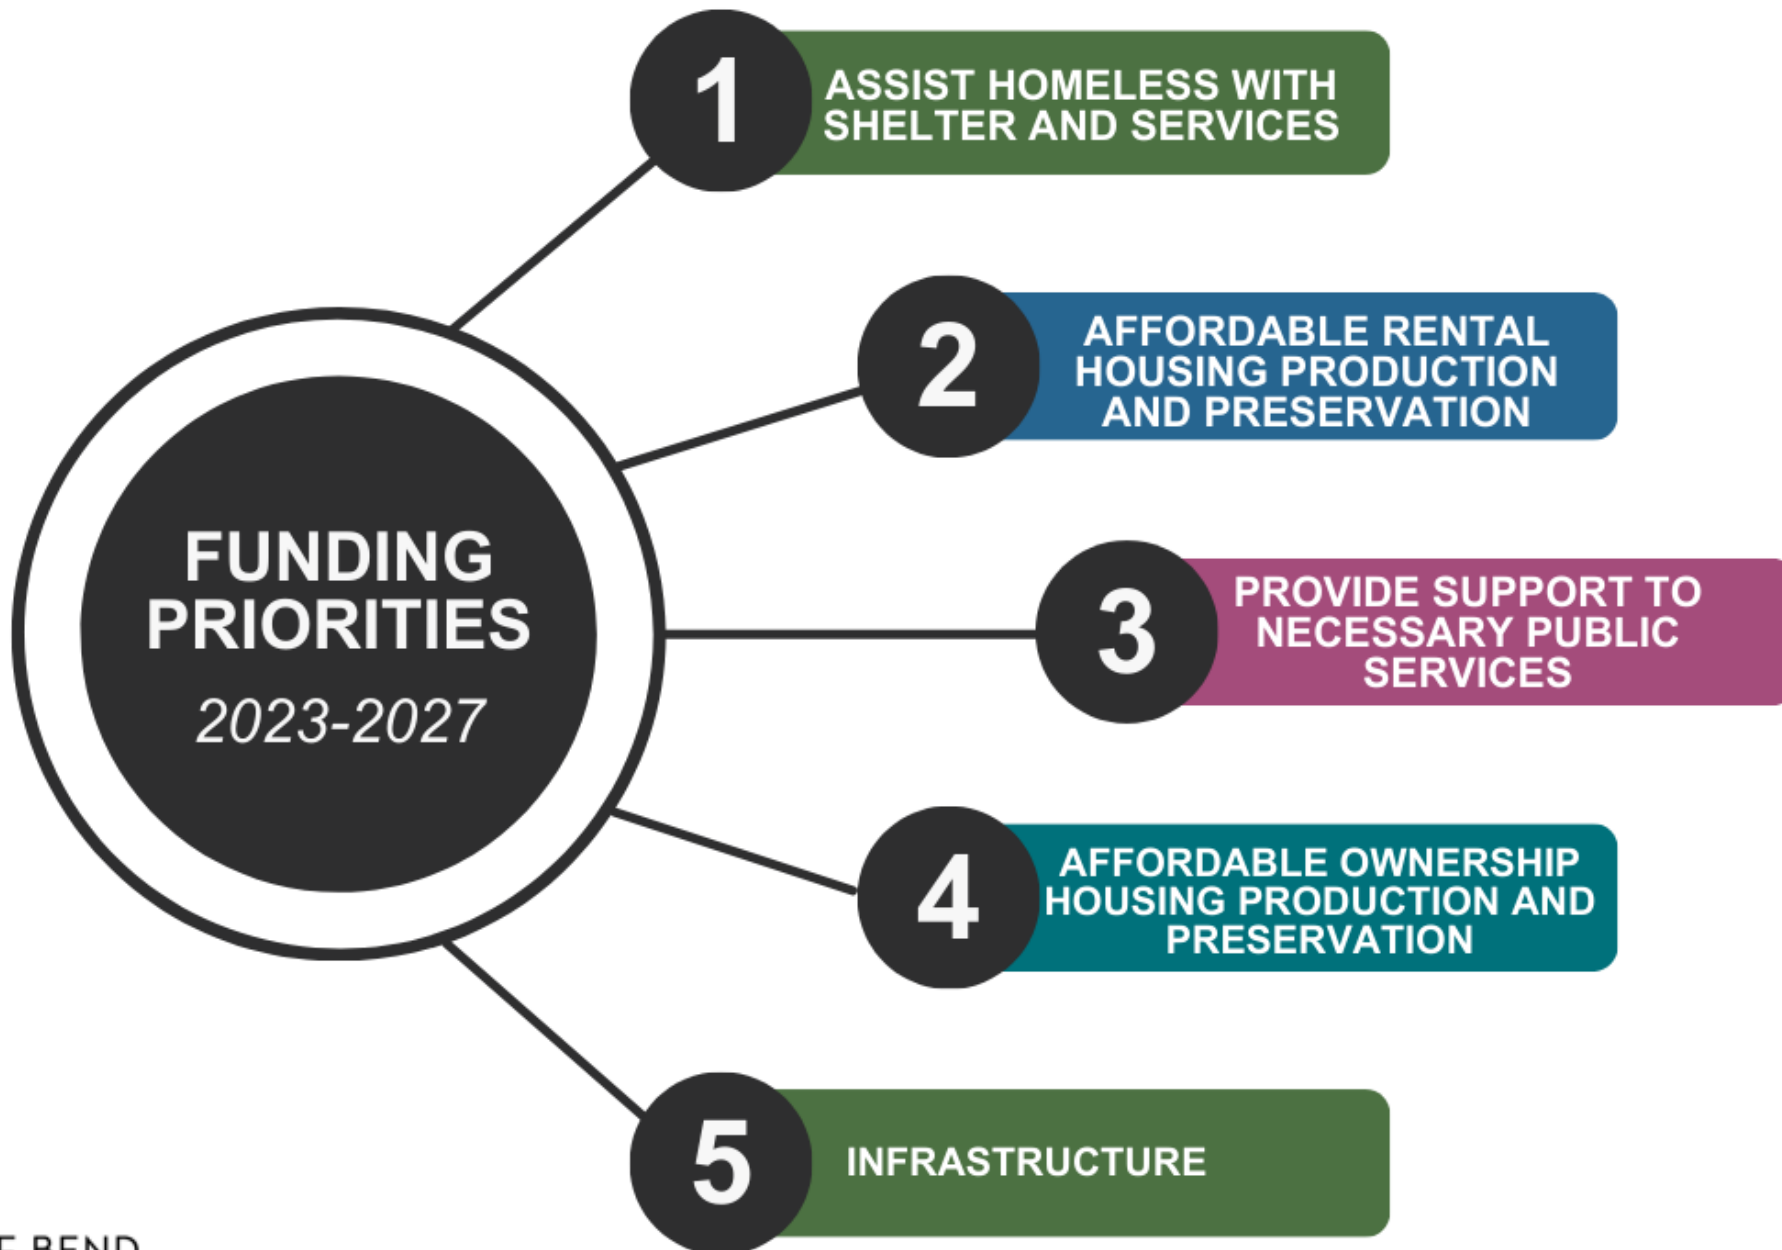 1
ASSIST HOMELESS WITH
SHELTER AND SERVICES
2
AFFORDABLE RENTAL
HOUSING PRODUCTION
AND PRESERVATION
FUNDING
PRIORITIES
2023-2027
3
PROVIDE SUPPORT TO
NECESSARY PUBLIC
SERVICES
4
AFFORDABLE OWNERSHIP
HOUSING PRODUCTION AND
PRESERVATION
5
INFRASTRUCTURE
BEND